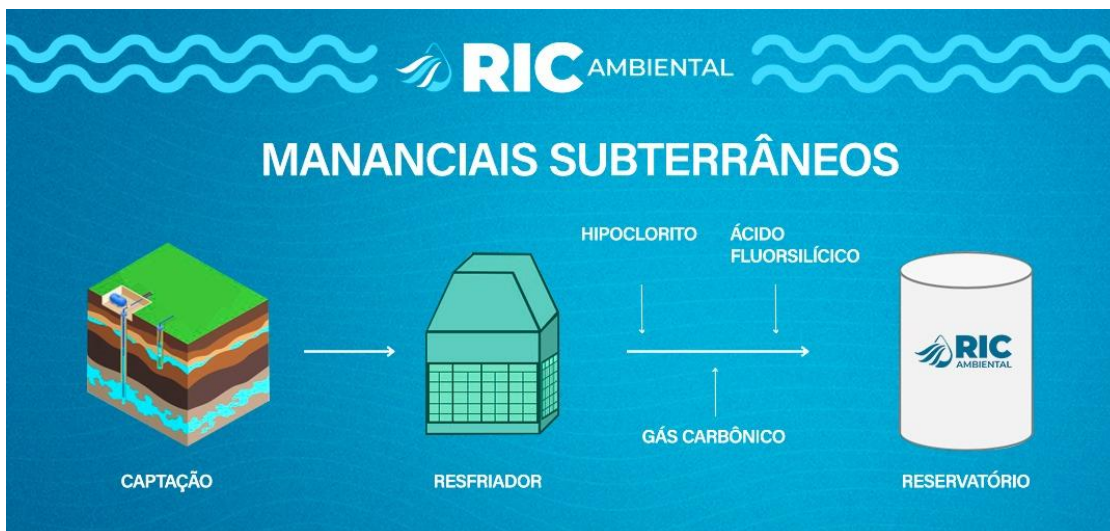 RIC AMBIENTAL
MANANCIAIS SUBTERRÂNEOS
HIPOCLORITO
ÁCIDO
FLUORSILÍCICO
RIC
AMBIENTAL
GÁS CARBÔNICO
CAPTAÇÃO
RESFRIADOR
RESERVATÓRIO